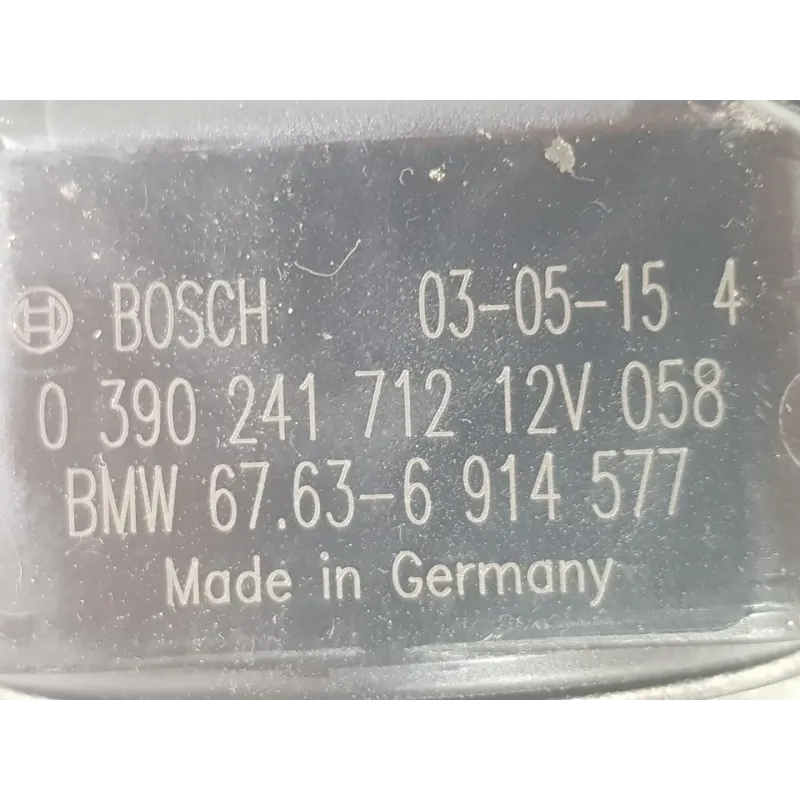 BOSCH 03-05-15 4
0 390 241 712 12V 058
BMW 67.63-6 914 577
Made in Germany